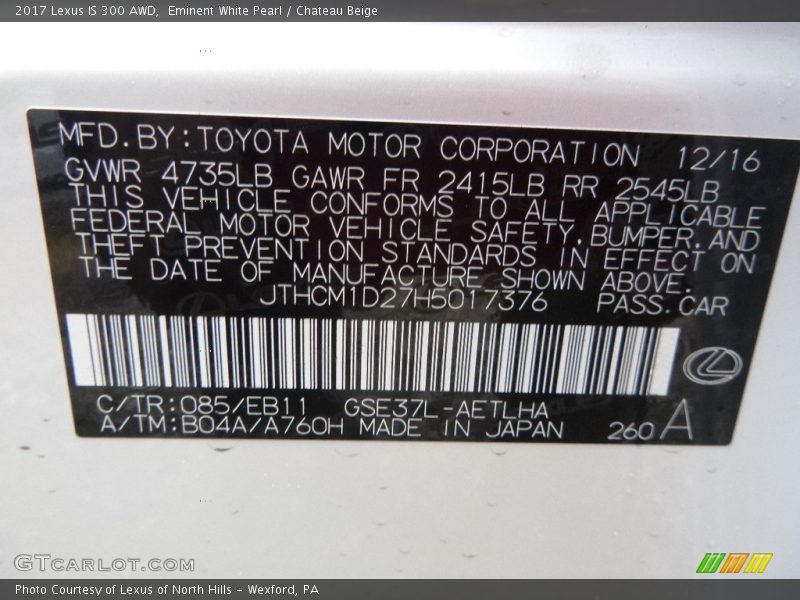 2017 Lexus IS 300 AWD, Eminent White Pearl / Chateau Beige
MFD.BY:TOYOTA MOTOR CORPORATION 12/16
GVWR 4735LB GAWR FR 2415LB RR 2545LB
THIS VEHICLE CONFORMS TO ALL APPLICABLE
FEDERAL MOTOR VEHICLE SAFETY,BUMPER,AND
THEFT PREVENTION STANDARDS IN EFFECT ON
THE DATE OF MANUFACTURE SHOWN ABOVE.
JTHCM1D27H5017376 PASS.CAR
C/TR:085/EB11 GSE37L-AETLHA
A/TM:B04A/A760H MADE IN JAPAN 260 A
GTCARLOT.COM
Photo Courtesy of Lexus of North Hills - Wexford, PA